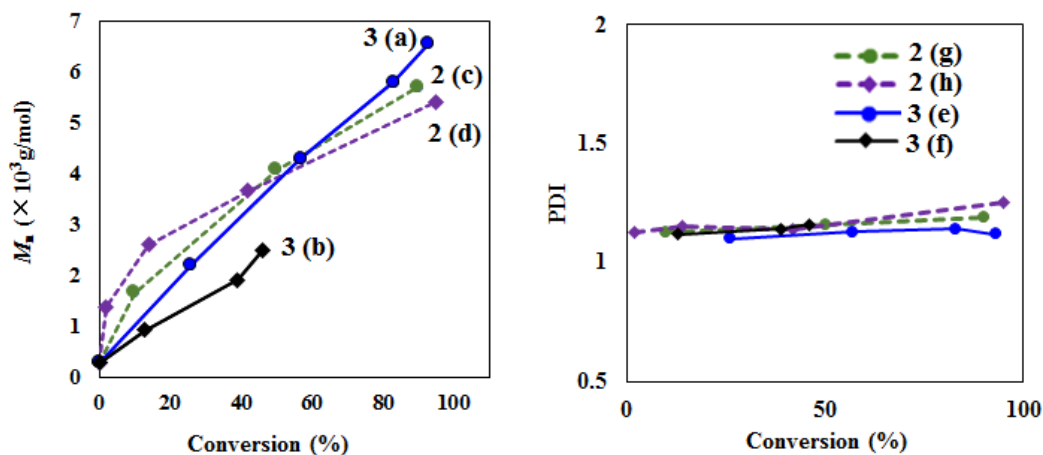 7
6
5
4
3
2
1
0
0
20
40
60
80
100
Mn (×10³ g/mol)
Conversion (%)
3 (a)
2 (c)
2 (d)
3 (b)
2
1.5
1
0.5
0
50
100
PDI
Conversion (%)
2 (g)
2 (h)
3 (e)
3 (f)